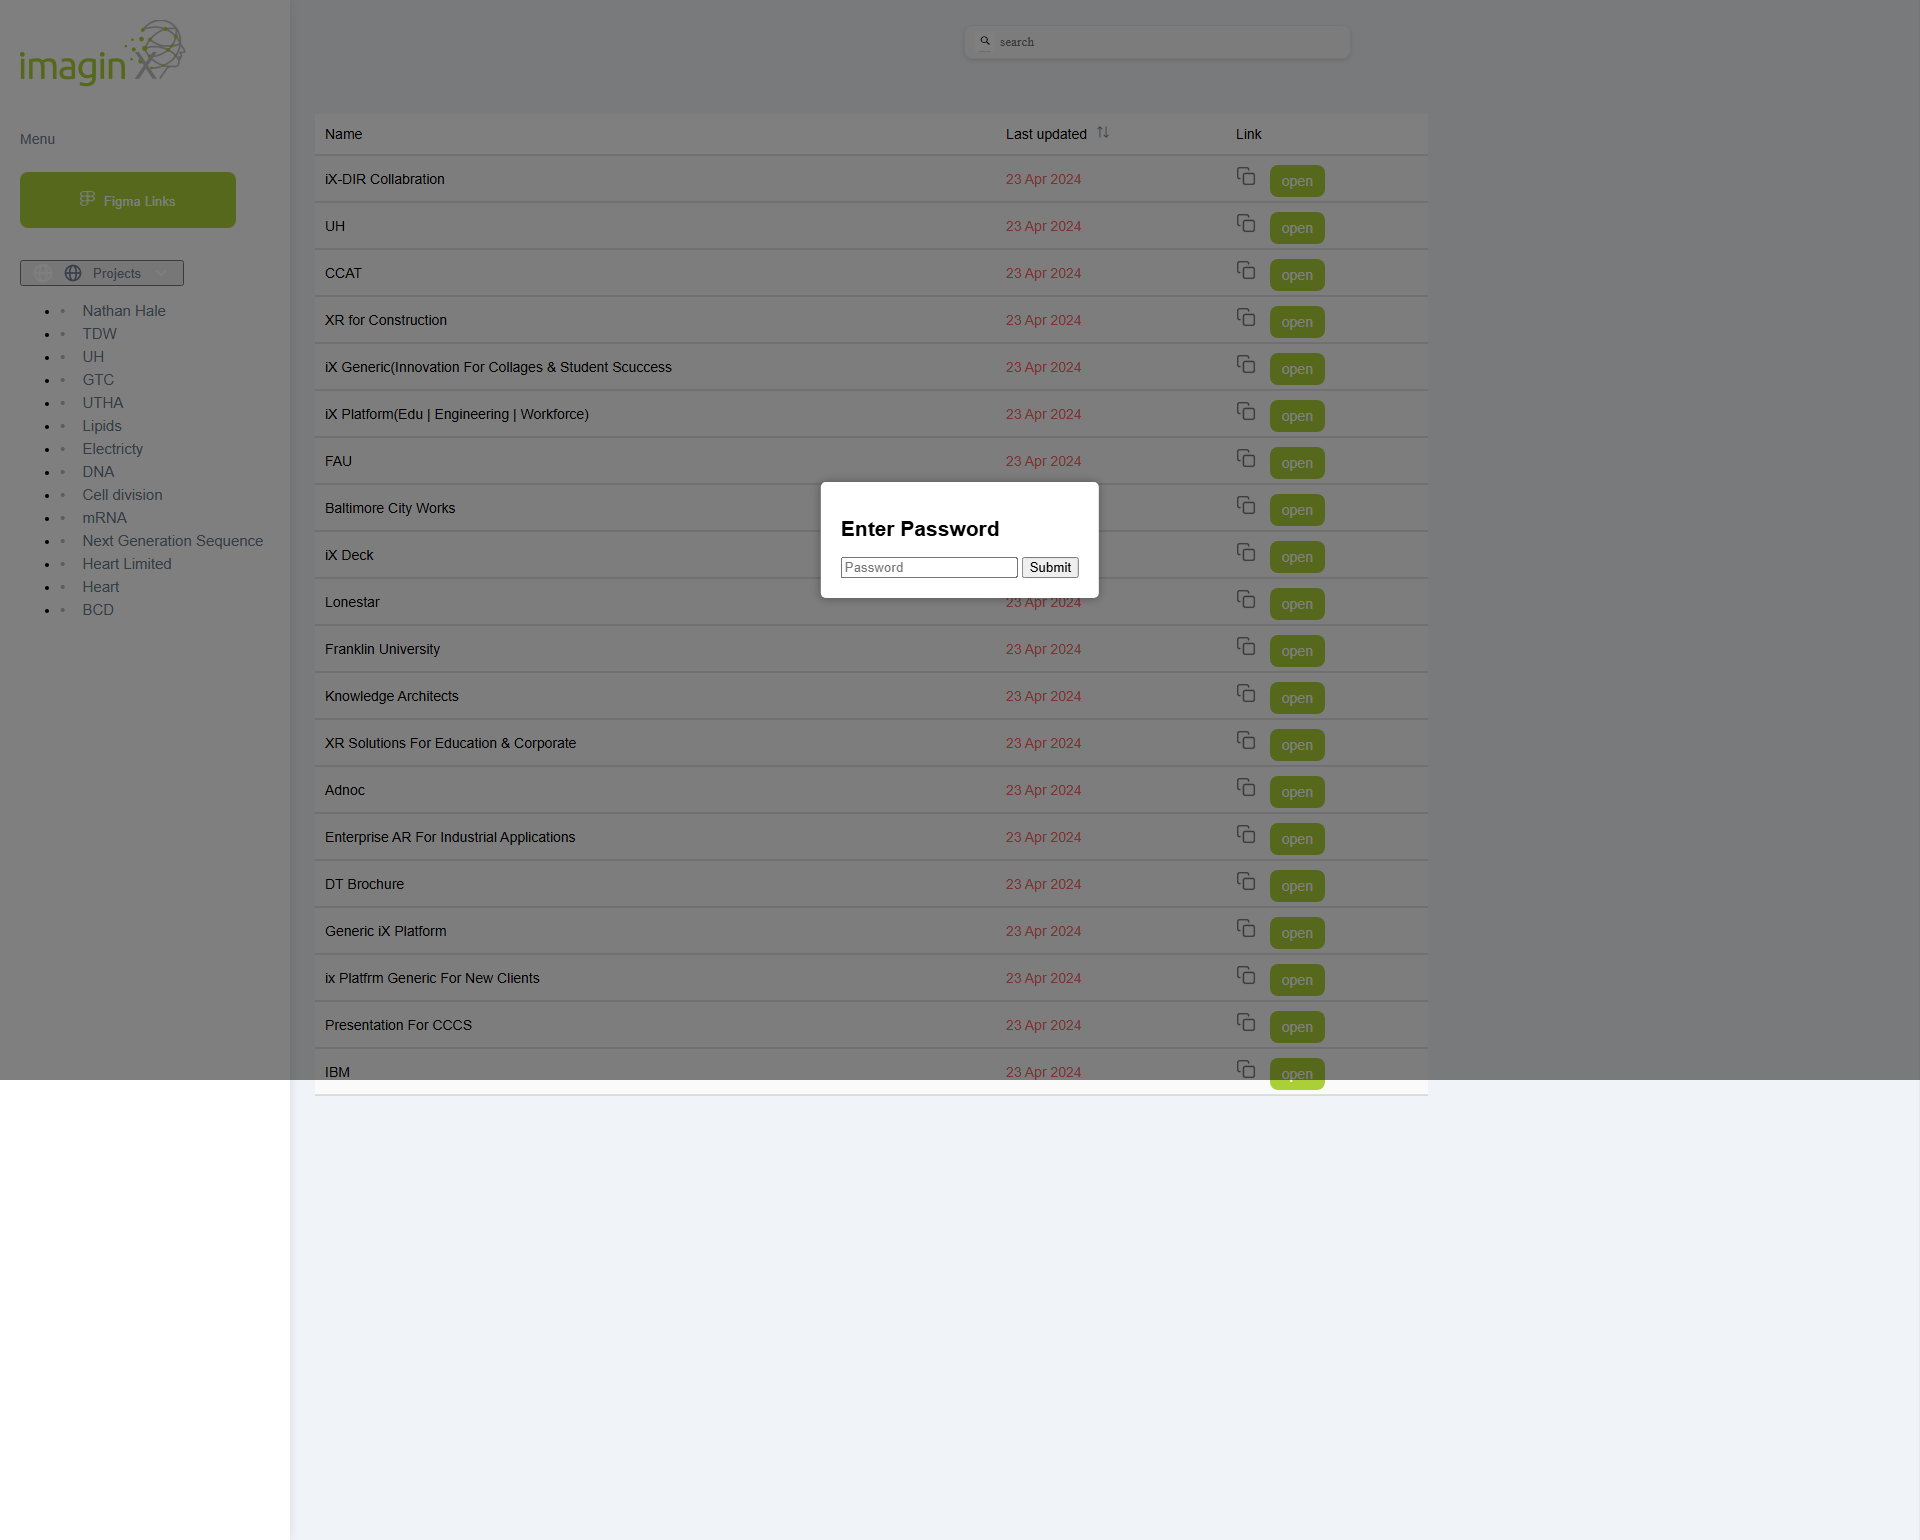 imaginX
search
Menu
Figma Links
Projects
• Nathan Hale
• TDW
• UH
• GTC
• UTHA
• Lipids
• Electricty
• DNA
• Cell division
• mRNA
• Next Generation Sequence
• Heart Limited
• Heart
• BCD
Name Last updated Link
iX-DIR Collabration 23 Apr 2024 open
UH 23 Apr 2024 open
CCAT 23 Apr 2024 open
XR for Construction 23 Apr 2024 open
iX Generic(Innovation For Collages & Student Scuccess 23 Apr 2024 open
iX Platform(Edu | Engineering | Workforce) 23 Apr 2024 open
FAU 23 Apr 2024 open
Baltimore City Works open
iX Deck open
Lonestar 23 Apr 2024 open
Franklin University 23 Apr 2024 open
Knowledge Architects 23 Apr 2024 open
XR Solutions For Education & Corporate 23 Apr 2024 open
Adnoc 23 Apr 2024 open
Enterprise AR For Industrial Applications 23 Apr 2024 open
DT Brochure 23 Apr 2024 open
Generic iX Platform 23 Apr 2024 open
ix Platfrm Generic For New Clients 23 Apr 2024 open
Presentation For CCCS 23 Apr 2024 open
IBM 23 Apr 2024 open
Enter Password
Password Submit